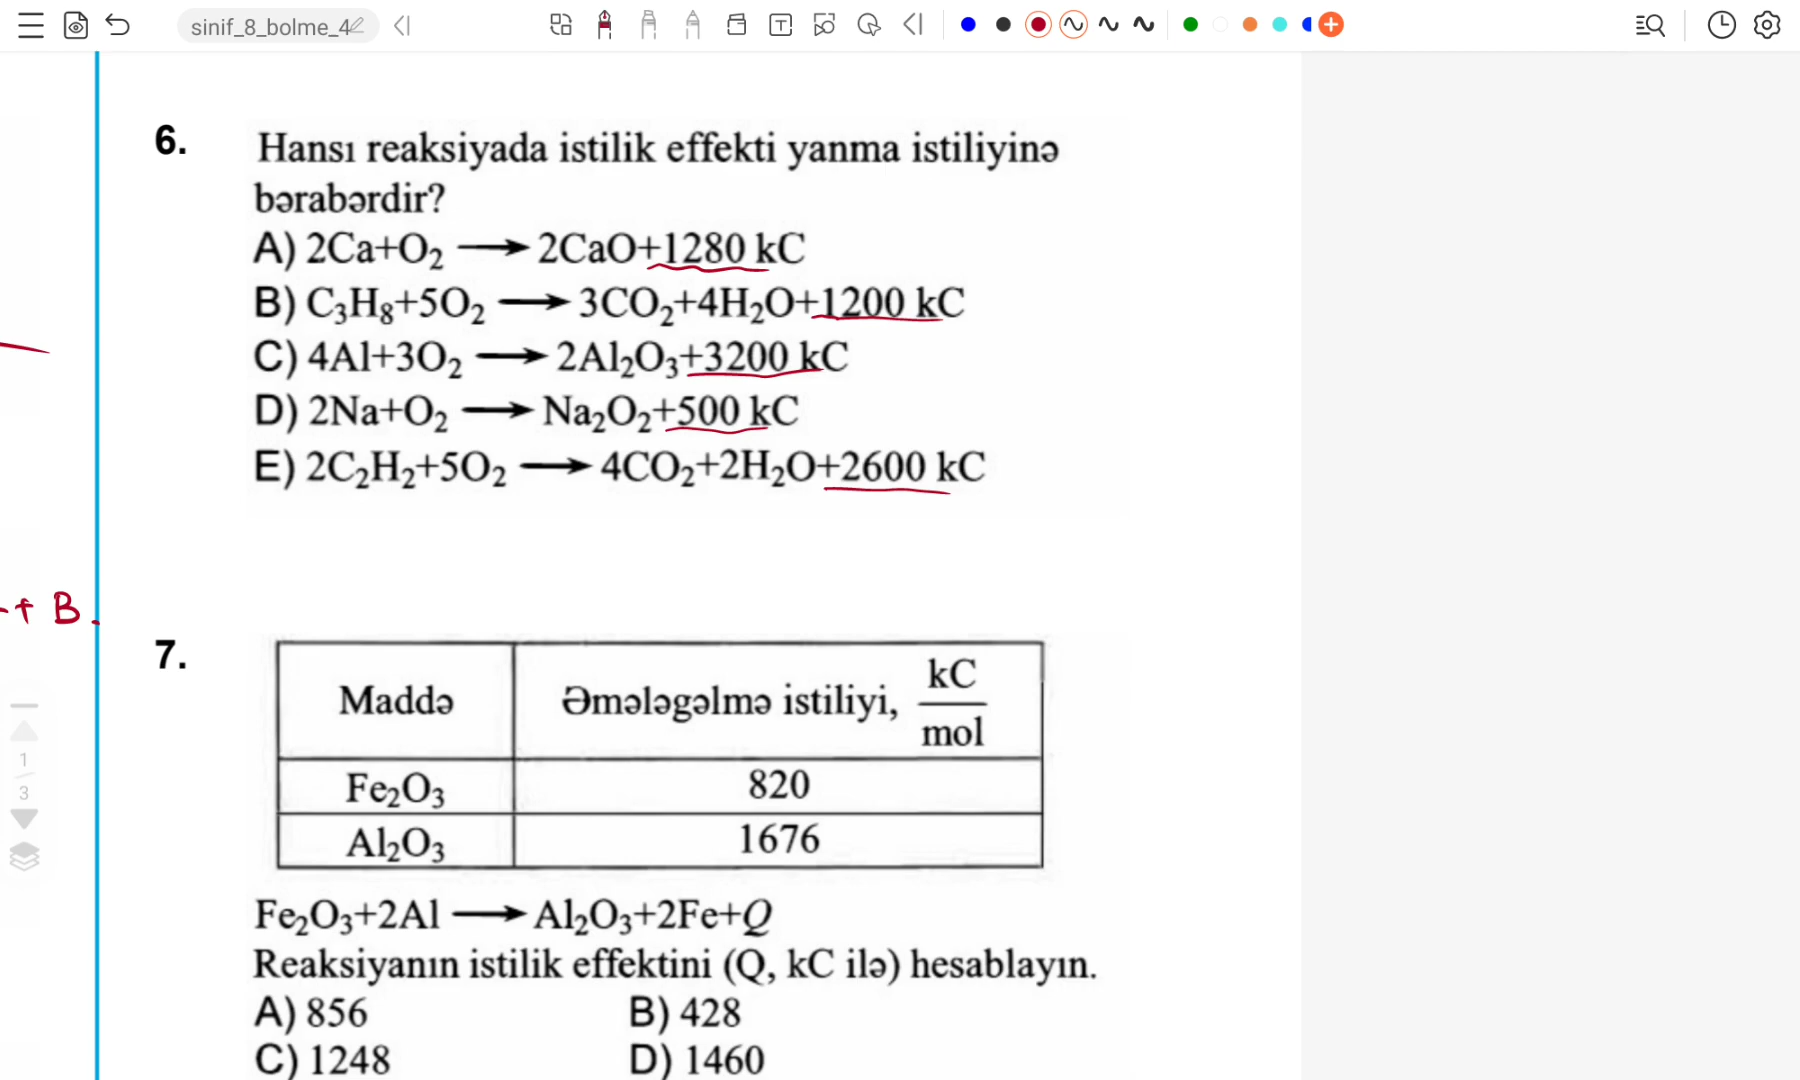 sinif_8_bolme_4
6.
Hansı reaksiyada istilik effekti yanma istiliyinə
bərabərdir?
A) 2Ca+O₂ ⟶ 2CaO+1280 kC
B) C₃H₈+5O₂ ⟶ 3CO₂+4H₂O+1200 kC
C) 4Al+3O₂ ⟶ 2Al₂O₃+3200 kC
D) 2Na+O₂ ⟶ Na₂O₂+500 kC
E) 2C₂H₂+5O₂ ⟶ 4CO₂+2H₂O+2600 kC
+ B.
7.
Maddə Əmələgəlmə istiliyi, kC/mol
Fe₂O₃ 820
Al₂O₃ 1676
Fe₂O₃+2Al ⟶ Al₂O₃+2Fe+Q
Reaksiyanın istilik effektini (Q, kC ilə) hesablayın.
A) 856 B) 428
C) 1248 D) 1460
1
3